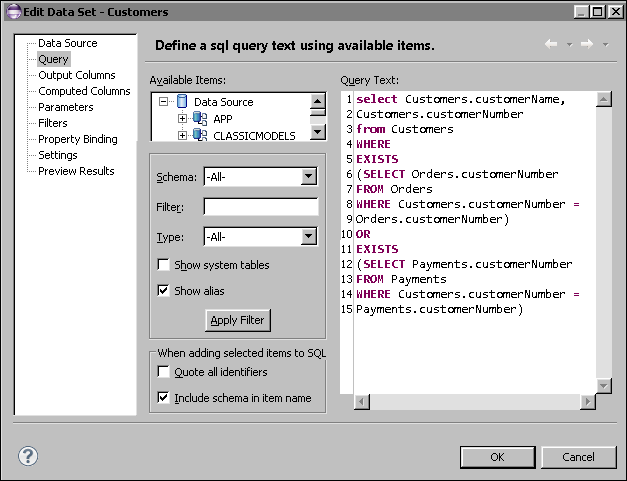 Edit Data Set - Customers
Data Source
Query
Output Columns
Computed Columns
Parameters
Filters
Property Binding
Settings
Preview Results
Define a sql query text using available items.
Available Items:
Data Source
APP
CLASSICMODELS
Schema: -All-
Filter:
Type: -All-
Show system tables
Show alias
Apply Filter
When adding selected items to SQL
Quote all identifiers
Include schema in item name
Query Text:
1 select Customers.customerName,
2 Customers.customerNumber
3 from Customers
4 WHERE
5 EXISTS
6 (SELECT Orders.customerNumber
7 FROM Orders
8 WHERE Customers.customerNumber =
9 Orders.customerNumber)
10 OR
11 EXISTS
12 (SELECT Payments.customerNumber
13 FROM Payments
14 WHERE Customers.customerNumber =
15 Payments.customerNumber)
?
OK
Cancel